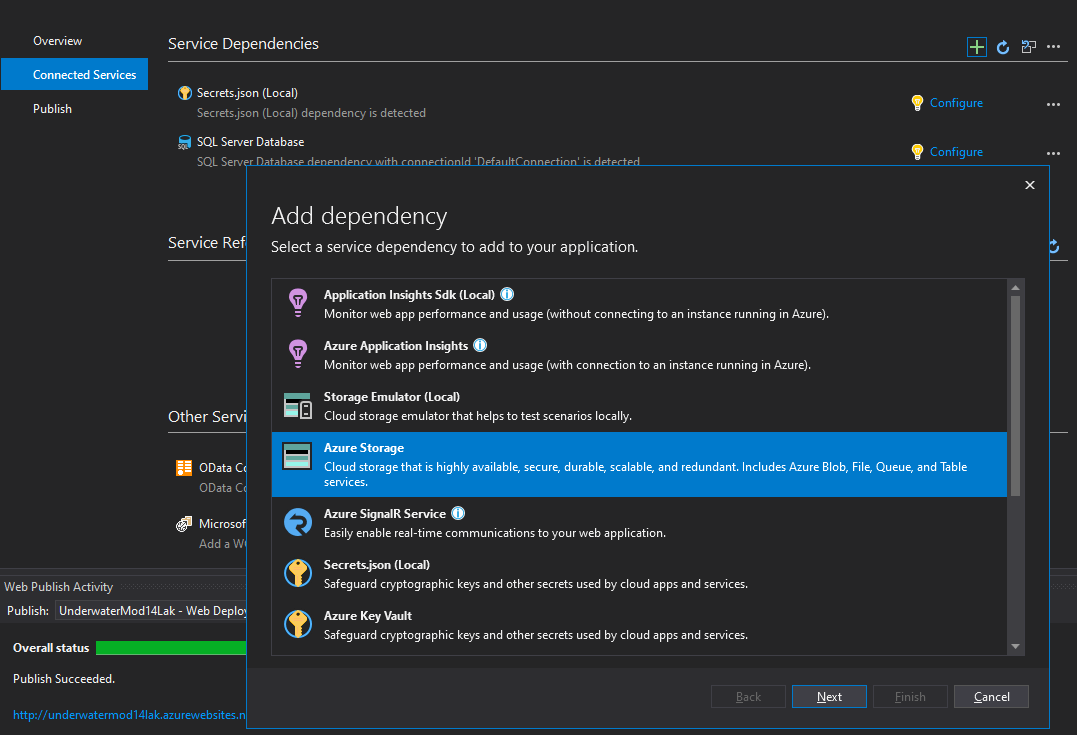 Overview
Connected Services
Publish
Service Dependencies
Secrets.json (Local)
Secrets.json (Local) dependency is detected
Configure
SQL Server Database
SQL Server Database dependency with connectionId 'DefaultConnection' is detected
Configure
Service Ref
Other Servi
OData Co
OData Co
Microsof
Add a WC
Add dependency
Select a service dependency to add to your application.
Application Insights Sdk (Local)
Monitor web app performance and usage (without connecting to an instance running in Azure).
Azure Application Insights
Monitor web app performance and usage (with connection to an instance running in Azure).
Storage Emulator (Local)
Cloud storage emulator that helps to test scenarios locally.
Azure Storage
Cloud storage that is highly available, secure, durable, scalable, and redundant. Includes Azure Blob, File, Queue, and Table
services.
Azure SignalR Service
Easily enable real-time communications to your web application.
Secrets.json (Local)
Safeguard cryptographic keys and other secrets used by cloud apps and services.
Azure Key Vault
Safeguard cryptographic keys and other secrets used by cloud apps and services.
Back
Next
Finish
Cancel
Web Publish Activity
Publish: UnderwaterMod14Lak - Web Deploy
Overall status
Publish Succeeded.
http://underwatermod14lak.azurewebsites.n